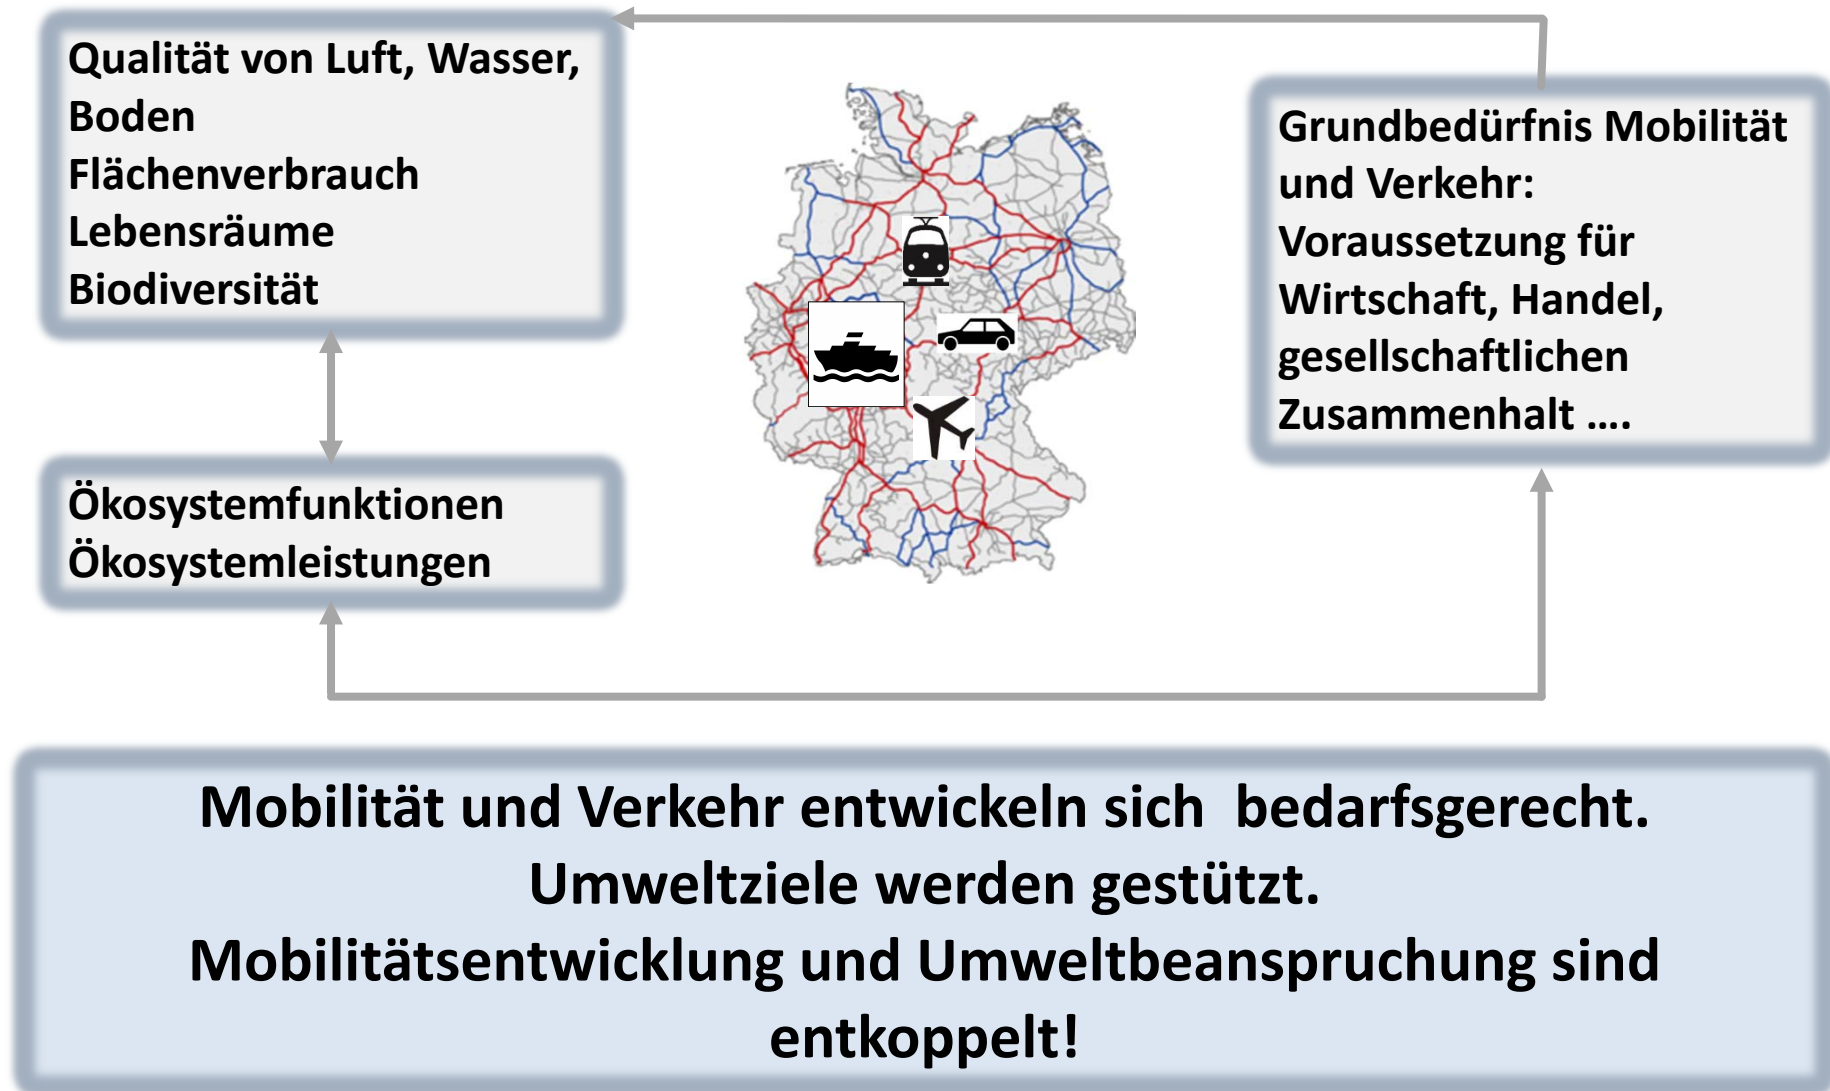 Qualität von Luft, Wasser,
Boden
Flächenverbrauch
Lebensräume
Biodiversität
Grundbedürfnis Mobilität
und Verkehr:
Voraussetzung für
Wirtschaft, Handel,
gesellschaftlichen
Zusammenhalt ....
Ökosystemfunktionen
Ökosystemleistungen
Mobilität und Verkehr entwickeln sich  bedarfsgerecht.
Umweltziele werden gestützt.
Mobilitätsentwicklung und Umweltbeanspruchung sind
entkoppelt!